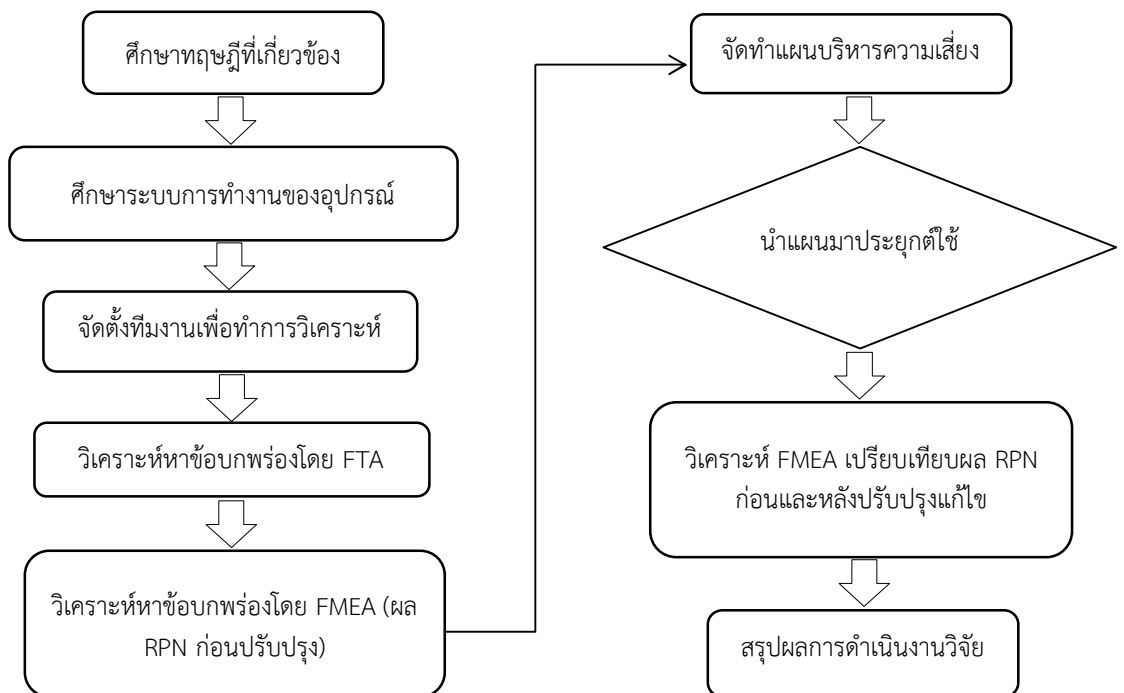 ศึกษาทฤษฎีที่เกี่ยวข้อง
ศึกษาระบบการทำงานของอุปกรณ์
จัดตั้งทีมงานเพื่อทำการวิเคราะห์
วิเคราะห์หาข้อบกพร่องโดย FTA
วิเคราะห์หาข้อบกพร่องโดย FMEA (ผล
RPN ก่อนปรับปรุง)
จัดทำแผนบริหารความเสี่ยง
นำแผนมาประยุกต์ใช้
วิเคราะห์ FMEA เปรียบเทียบผล RPN
ก่อนและหลังปรับปรุงแก้ไข
สรุปผลการดำเนินงานวิจัย